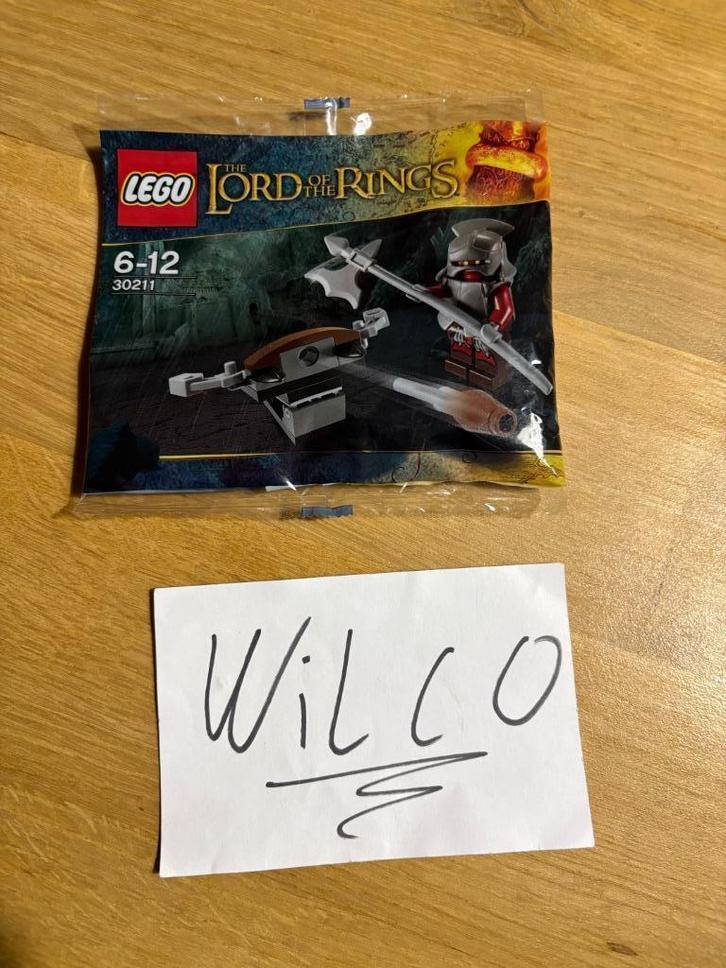 LEGO THE LORD OF THE RINGS
6-12
30211
WiLCO